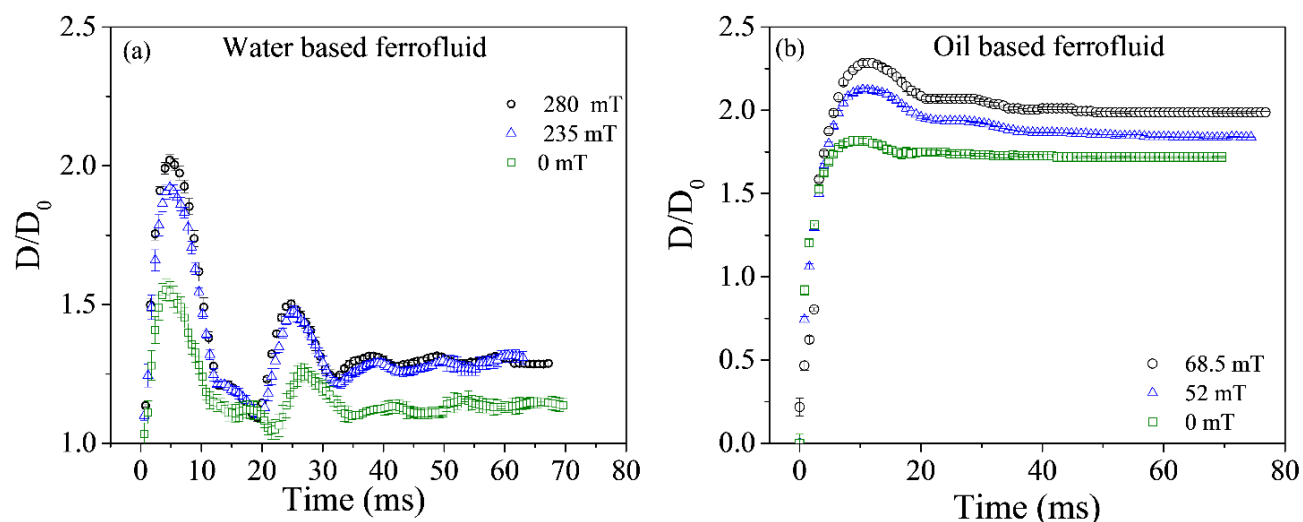 (a) Water based ferrofluid
280 mT
235 mT
0 mT
D/D0
2.5
2.0
1.5
1.0
0 10 20 30 40 50 60 70 80
Time (ms)
(b) Oil based ferrofluid
68.5 mT
52 mT
0 mT
D/D0
2.5
2.0
1.5
1.0
0.5
0.0
0 20 40 60 80
Time (ms)